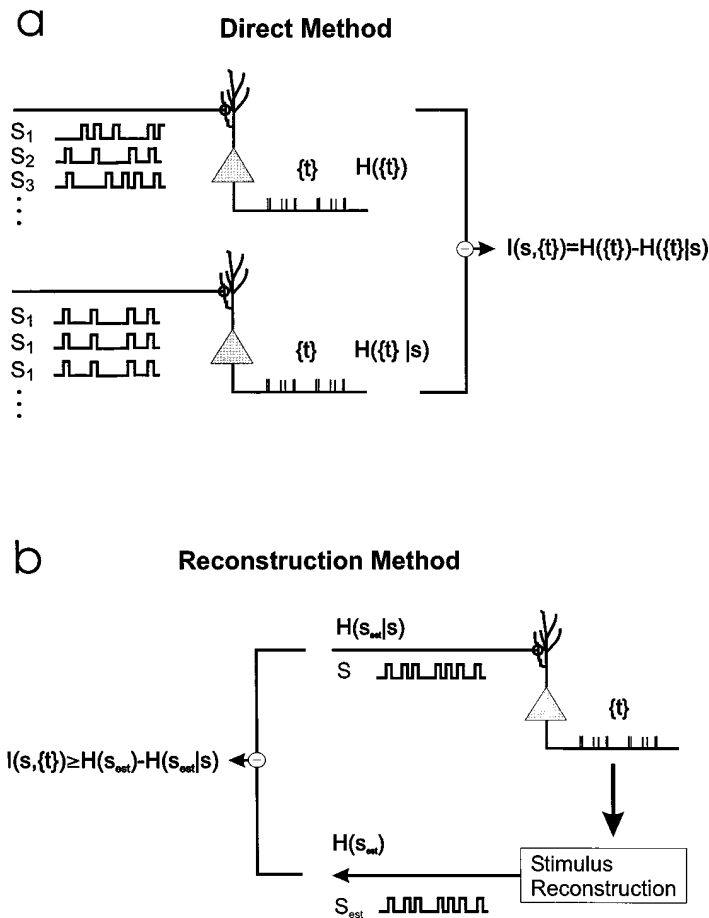 a
Direct Method
S1
S2
S3
{t} H({t})
I(s,{t})=H({t})-H({t}|s)
S1
S1
S1
{t} H({t} |s)
b
Reconstruction Method
H(sest|s)
S
{t}
I(s,{t})≥H(sest)-H(sest|s)
H(sest)
Stimulus
Reconstruction
Sest